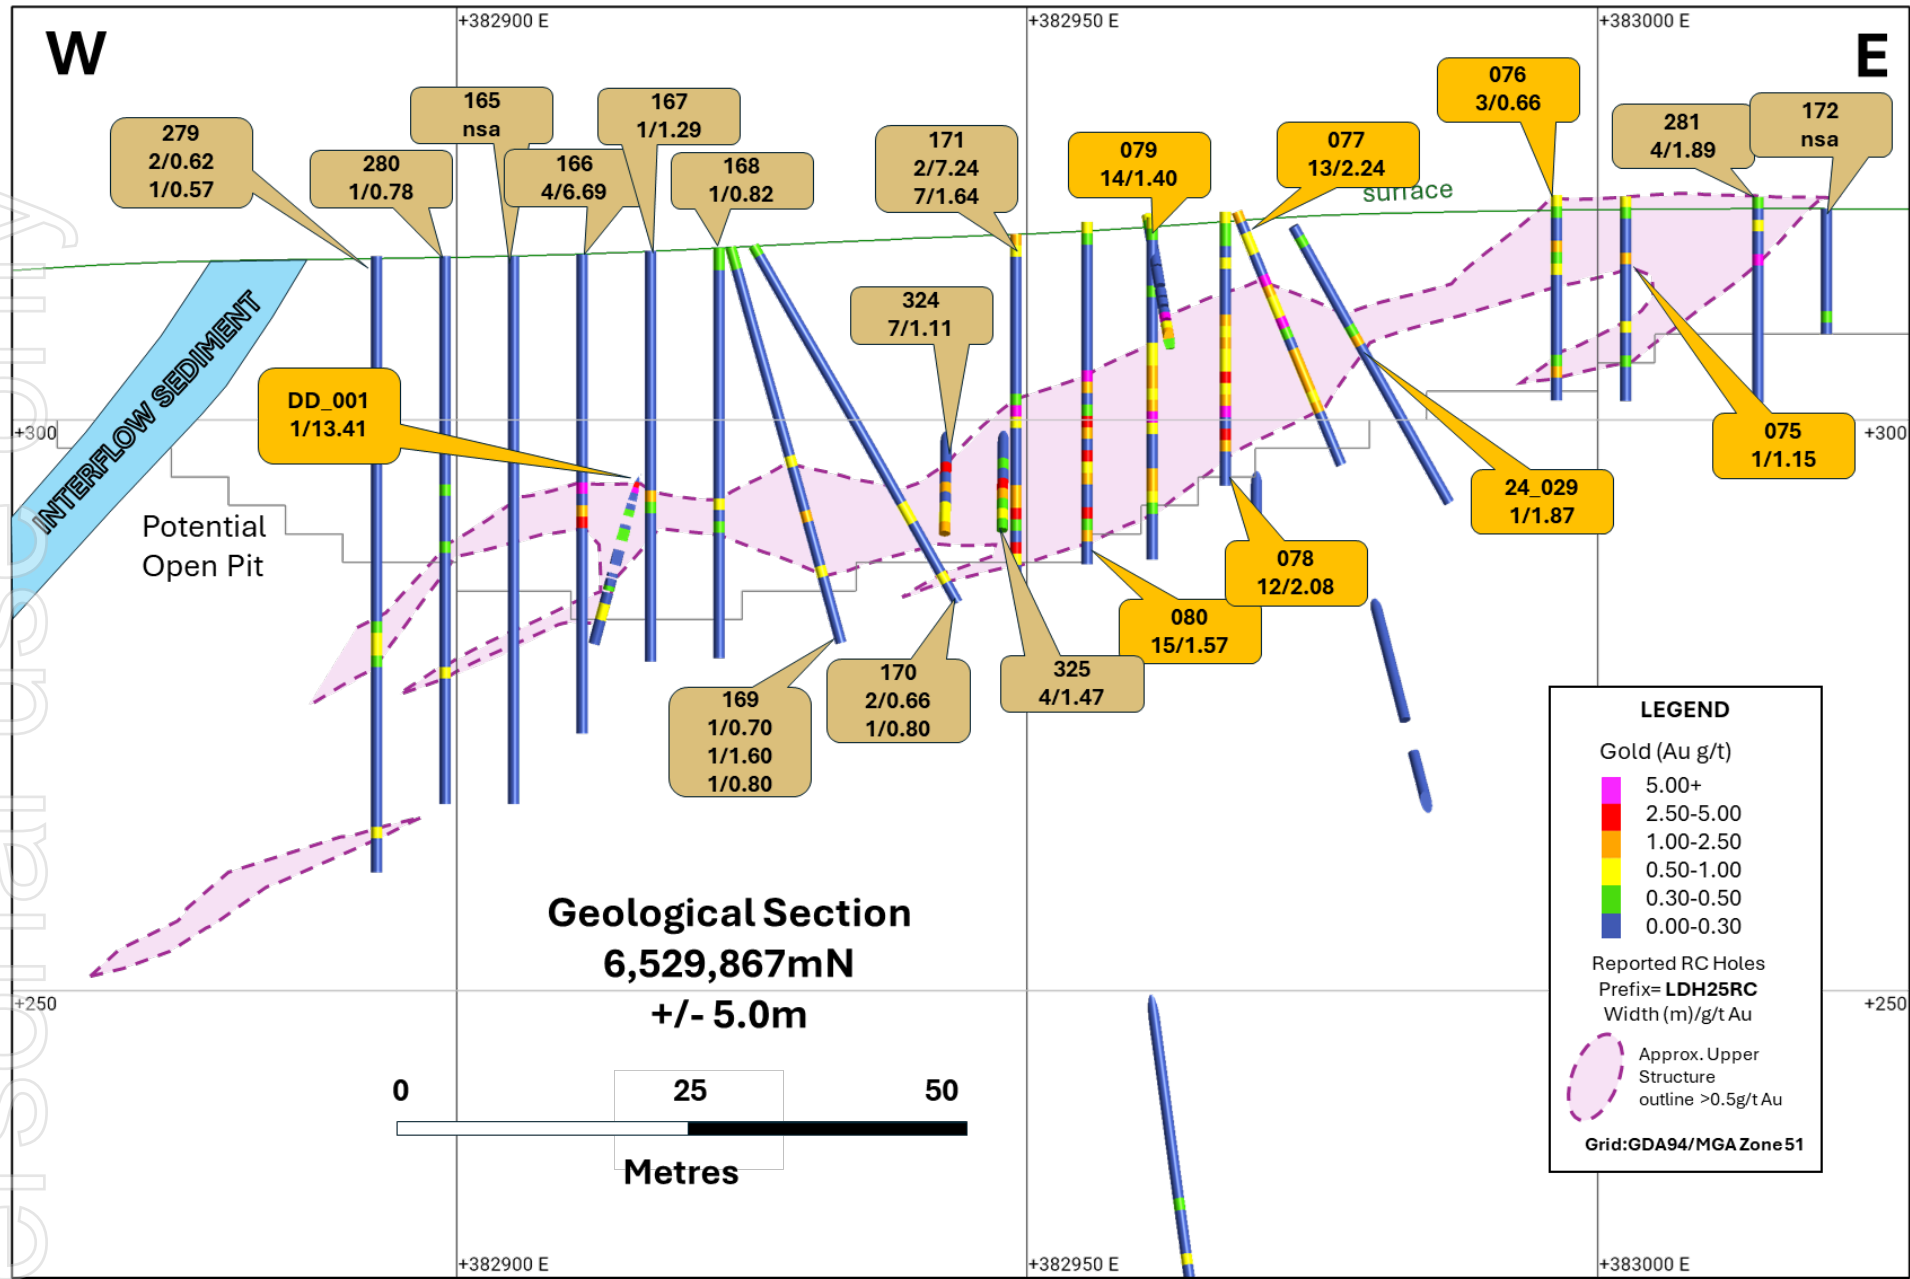 +382900 E
+382950 E
+383000 E
W
E
279
2/0.62
1/0.57
280
1/0.78
165
nsa
166
4/6.69
167
1/1.29
168
1/0.82
171
2/7.24
7/1.64
079
14/1.40
077
13/2.24
076
3/0.66
281
4/1.89
172
nsa
surface
INTERFLOW SEDIMENT
324
7/1.11
DD_001
1/13.41
+300
+300
075
1/1.15
24_029
1/1.87
Potential
Open Pit
078
12/2.08
080
15/1.57
325
4/1.47
170
2/0.66
1/0.80
169
1/0.70
1/1.60
1/0.80
Geological Section
6,529,867mN
+/- 5.0m
+250
+250
0
25
50
Metres
LEGEND
Gold (Au g/t)
5.00+
2.50-5.00
1.00-2.50
0.50-1.00
0.30-0.50
0.00-0.30
Reported RC Holes
Prefix= LDH25RC
Width (m)/g/t Au
Approx. Upper
Structure
outline >0.5g/t Au
Grid:GDA94/MGA Zone 51
+382900 E
+382950 E
+383000 E